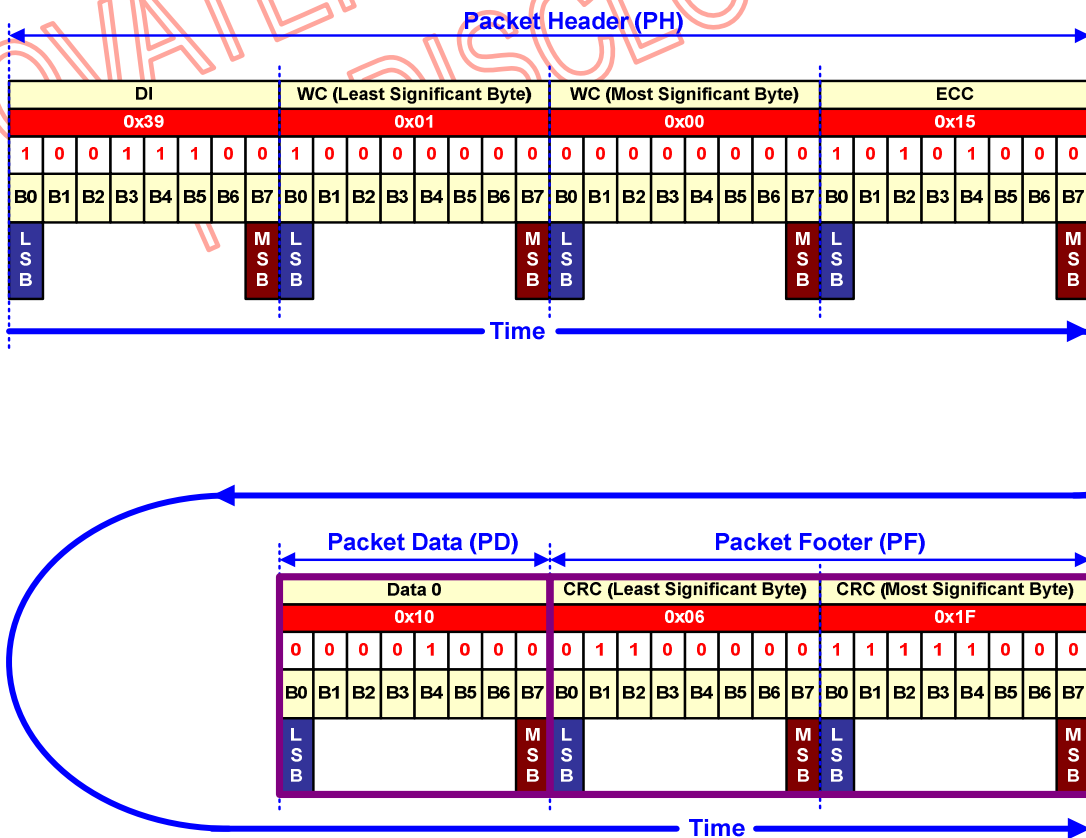 Packet Header (PH)
DI WC (Least Significant Byte) WC (Most Significant Byte) ECC
0x39 0x01 0x00 0x15
1 0 0 1 1 1 0 0 1 0 0 0 0 0 0 0 0 0 0 0 0 0 0 0 1 0 1 0 1 0 0 0
B0 B1 B2 B3 B4 B5 B6 B7 B0 B1 B2 B3 B4 B5 B6 B7 B0 B1 B2 B3 B4 B5 B6 B7 B0 B1 B2 B3 B4 B5 B6 B7
LSB MSB LSB MSB LSB MSB LSB MSB
Time
Packet Data (PD) Packet Footer (PF)
Data 0 CRC (Least Significant Byte) CRC (Most Significant Byte)
0x10 0x06 0x1F
0 0 0 0 1 0 0 0 0 1 1 0 0 0 0 0 1 1 1 1 1 0 0 0
B0 B1 B2 B3 B4 B5 B6 B7 B0 B1 B2 B3 B4 B5 B6 B7 B0 B1 B2 B3 B4 B5 B6 B7
LSB MSB LSB MSB LSB MSB
Time